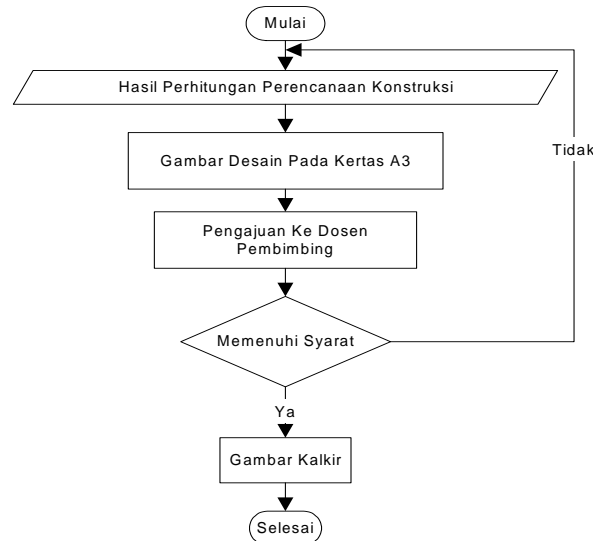 Mulai
Hasil Perhitungan Perencanaan Konstruksi
Gambar Desain Pada Kertas A3
Tidak
Pengajuan Ke Dosen
Pembimbing
Memenuhi Syarat
Ya
Gambar Kalkir
Selesai